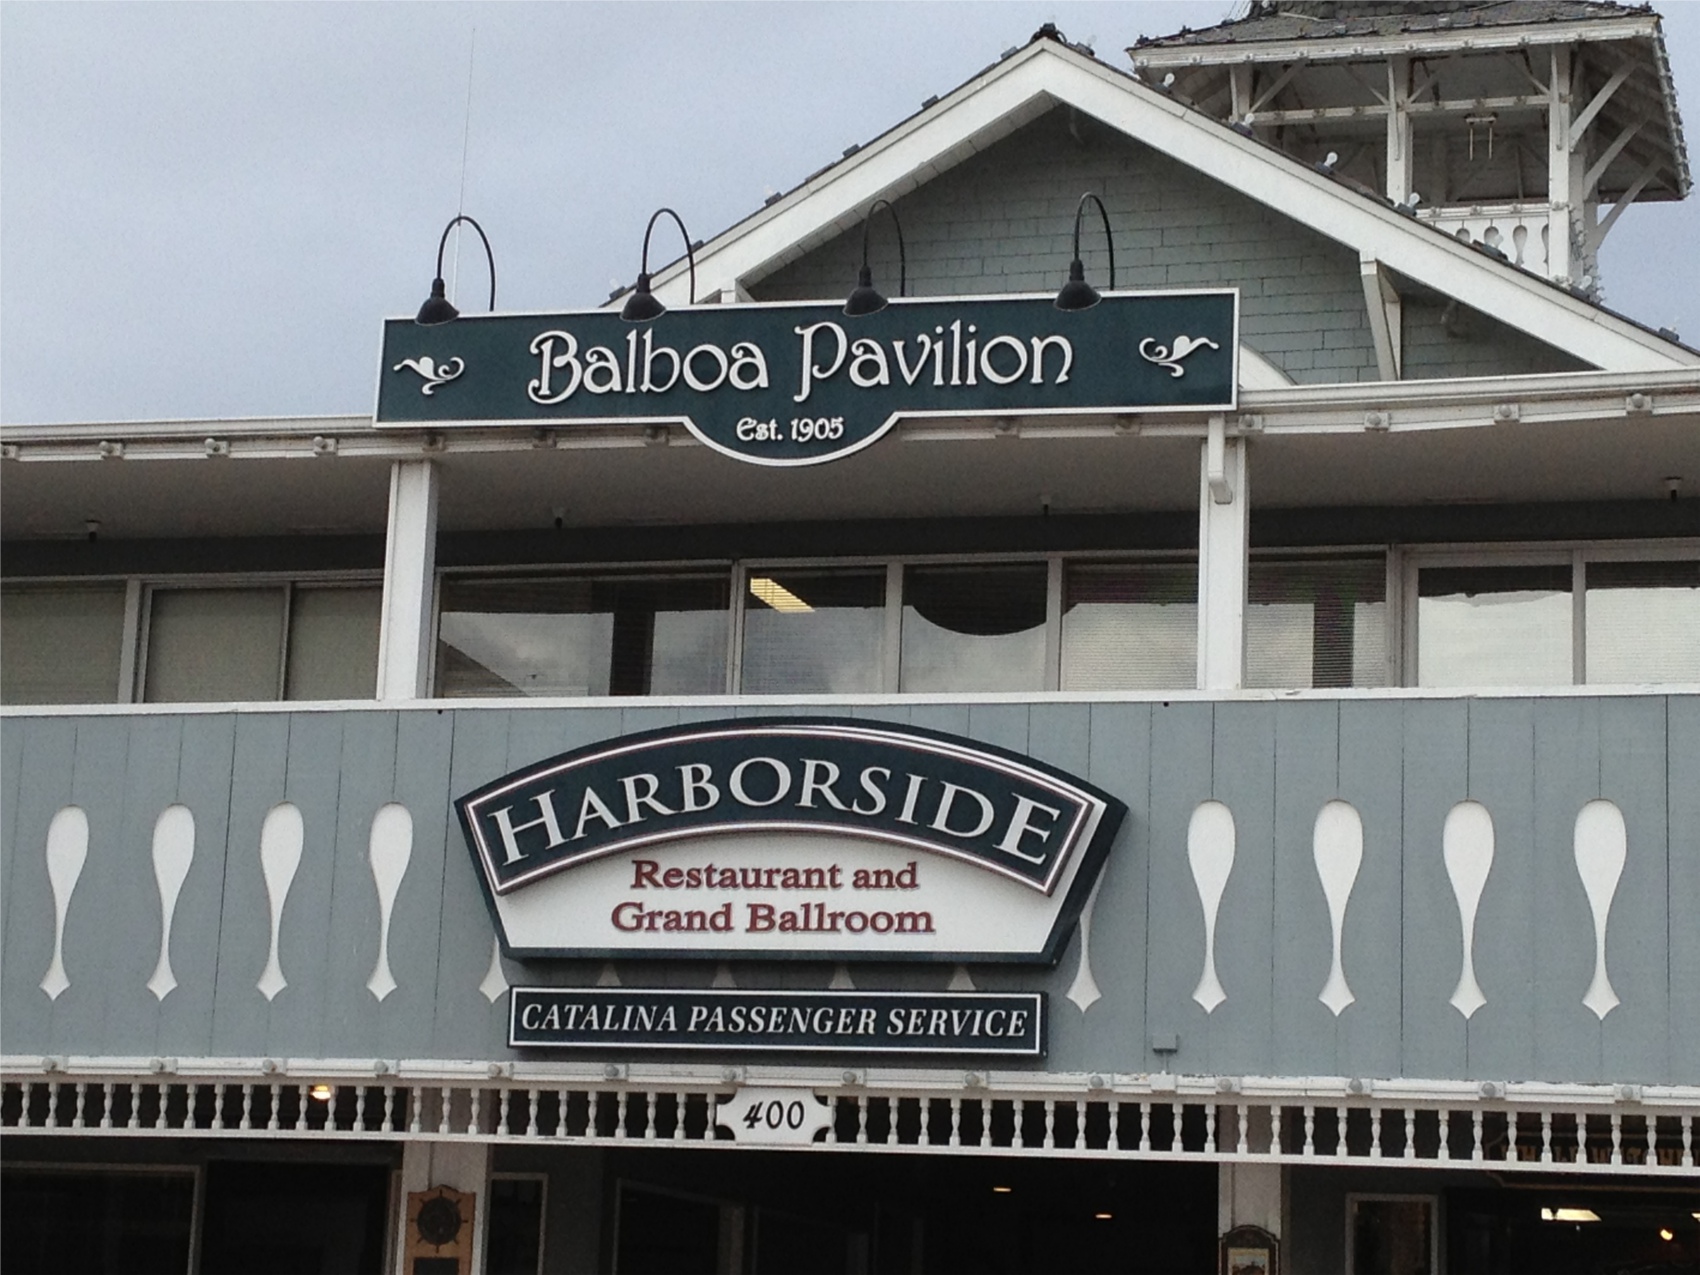 Balboa Pavilion
Est. 1905
HARBORSIDE
Restaurant and
Grand Ballroom
CATALINA PASSENGER SERVICE
400